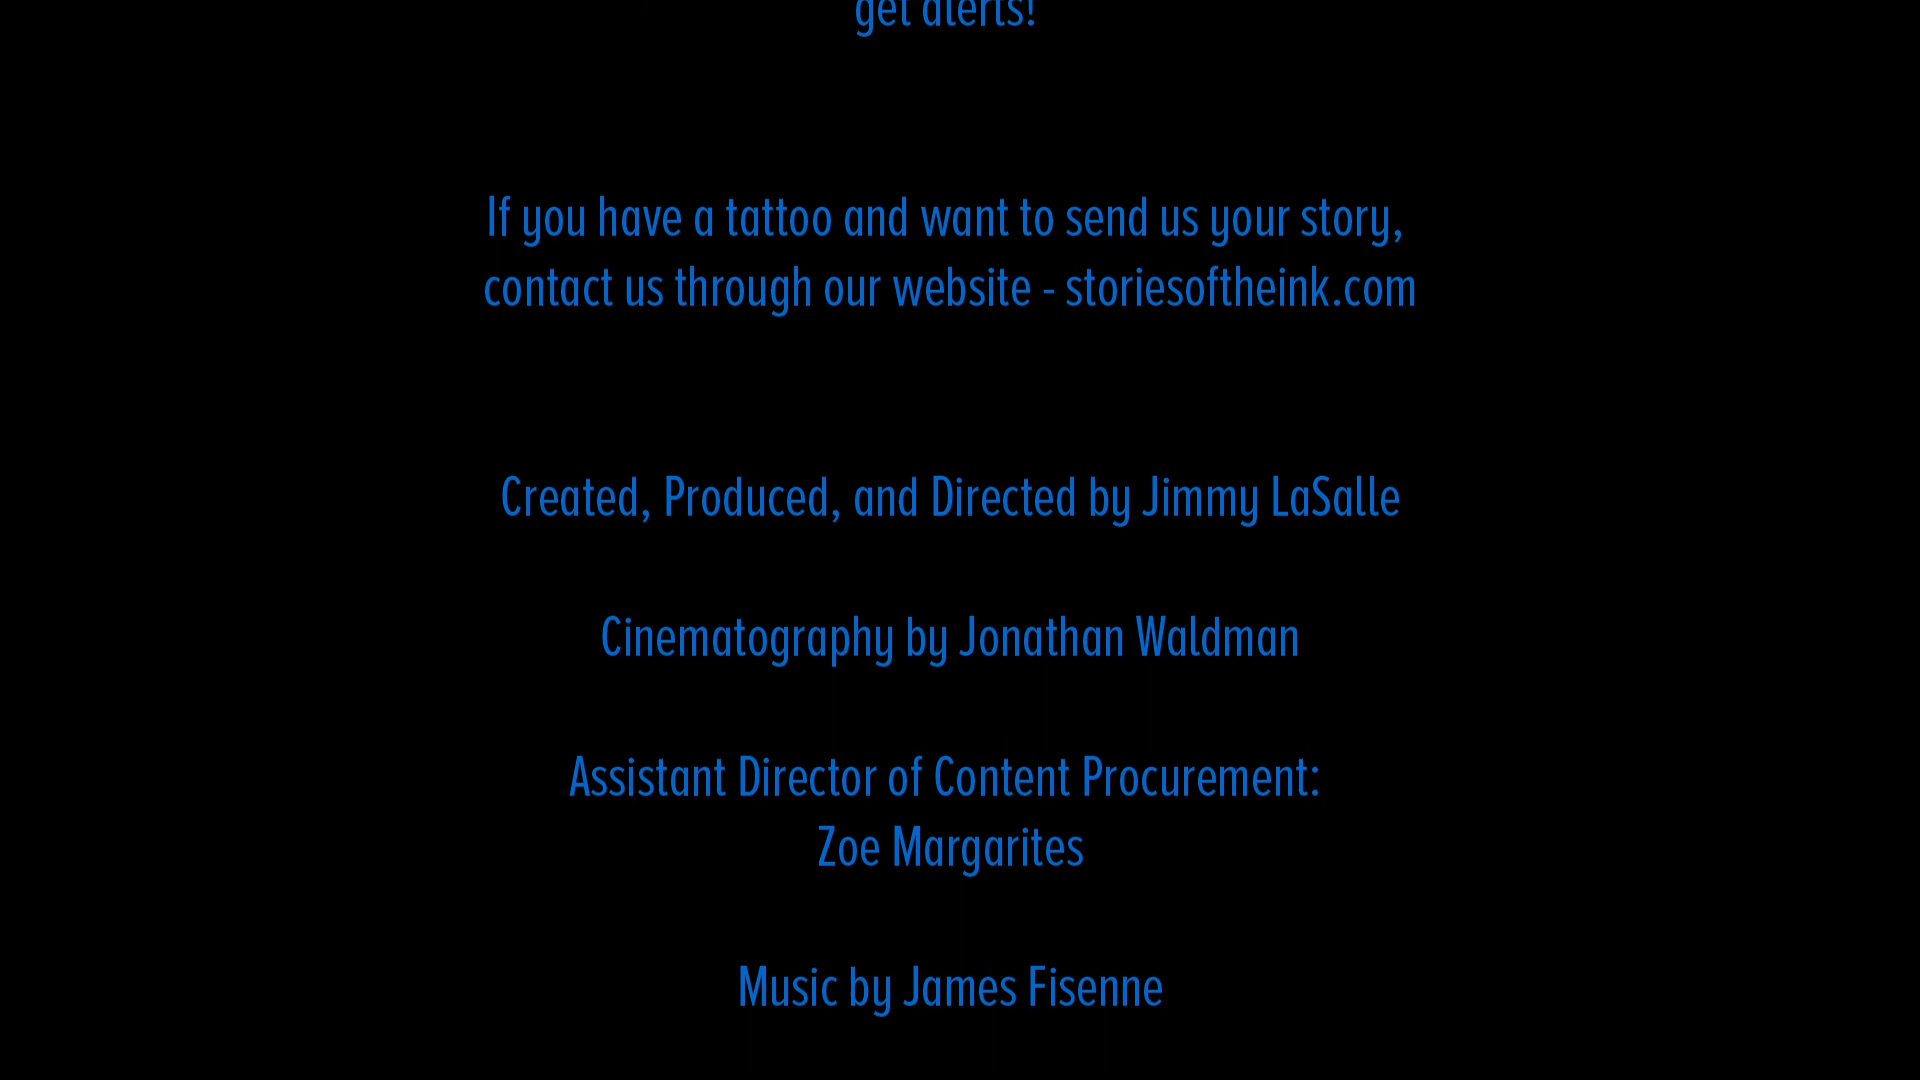 get alerts!
If you have a tattoo and want to send us your story,
contact us through our website - storiesoftheink.com
Created, Produced, and Directed by Jimmy LaSalle
Cinematography by Jonathan Waldman
Assistant Director of Content Procurement:
Zoe Margarites
Music by James Fisenne